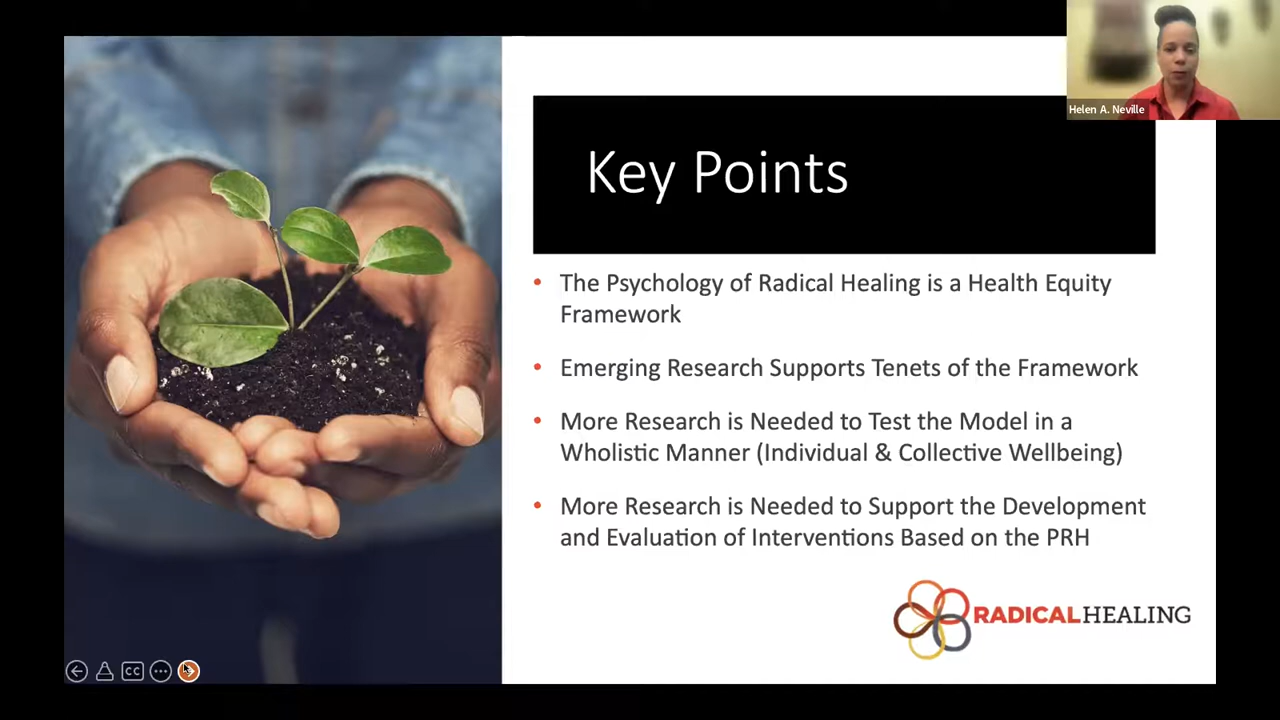 Helen A. Neville
Key Points
• The Psychology of Radical Healing is a Health Equity
Framework
• Emerging Research Supports Tenets of the Framework
• More Research is Needed to Test the Model in a
Wholistic Manner (Individual & Collective Wellbeing)
• More Research is Needed to Support the Development
and Evaluation of Interventions Based on the PRH
RADICALHEALING
CC